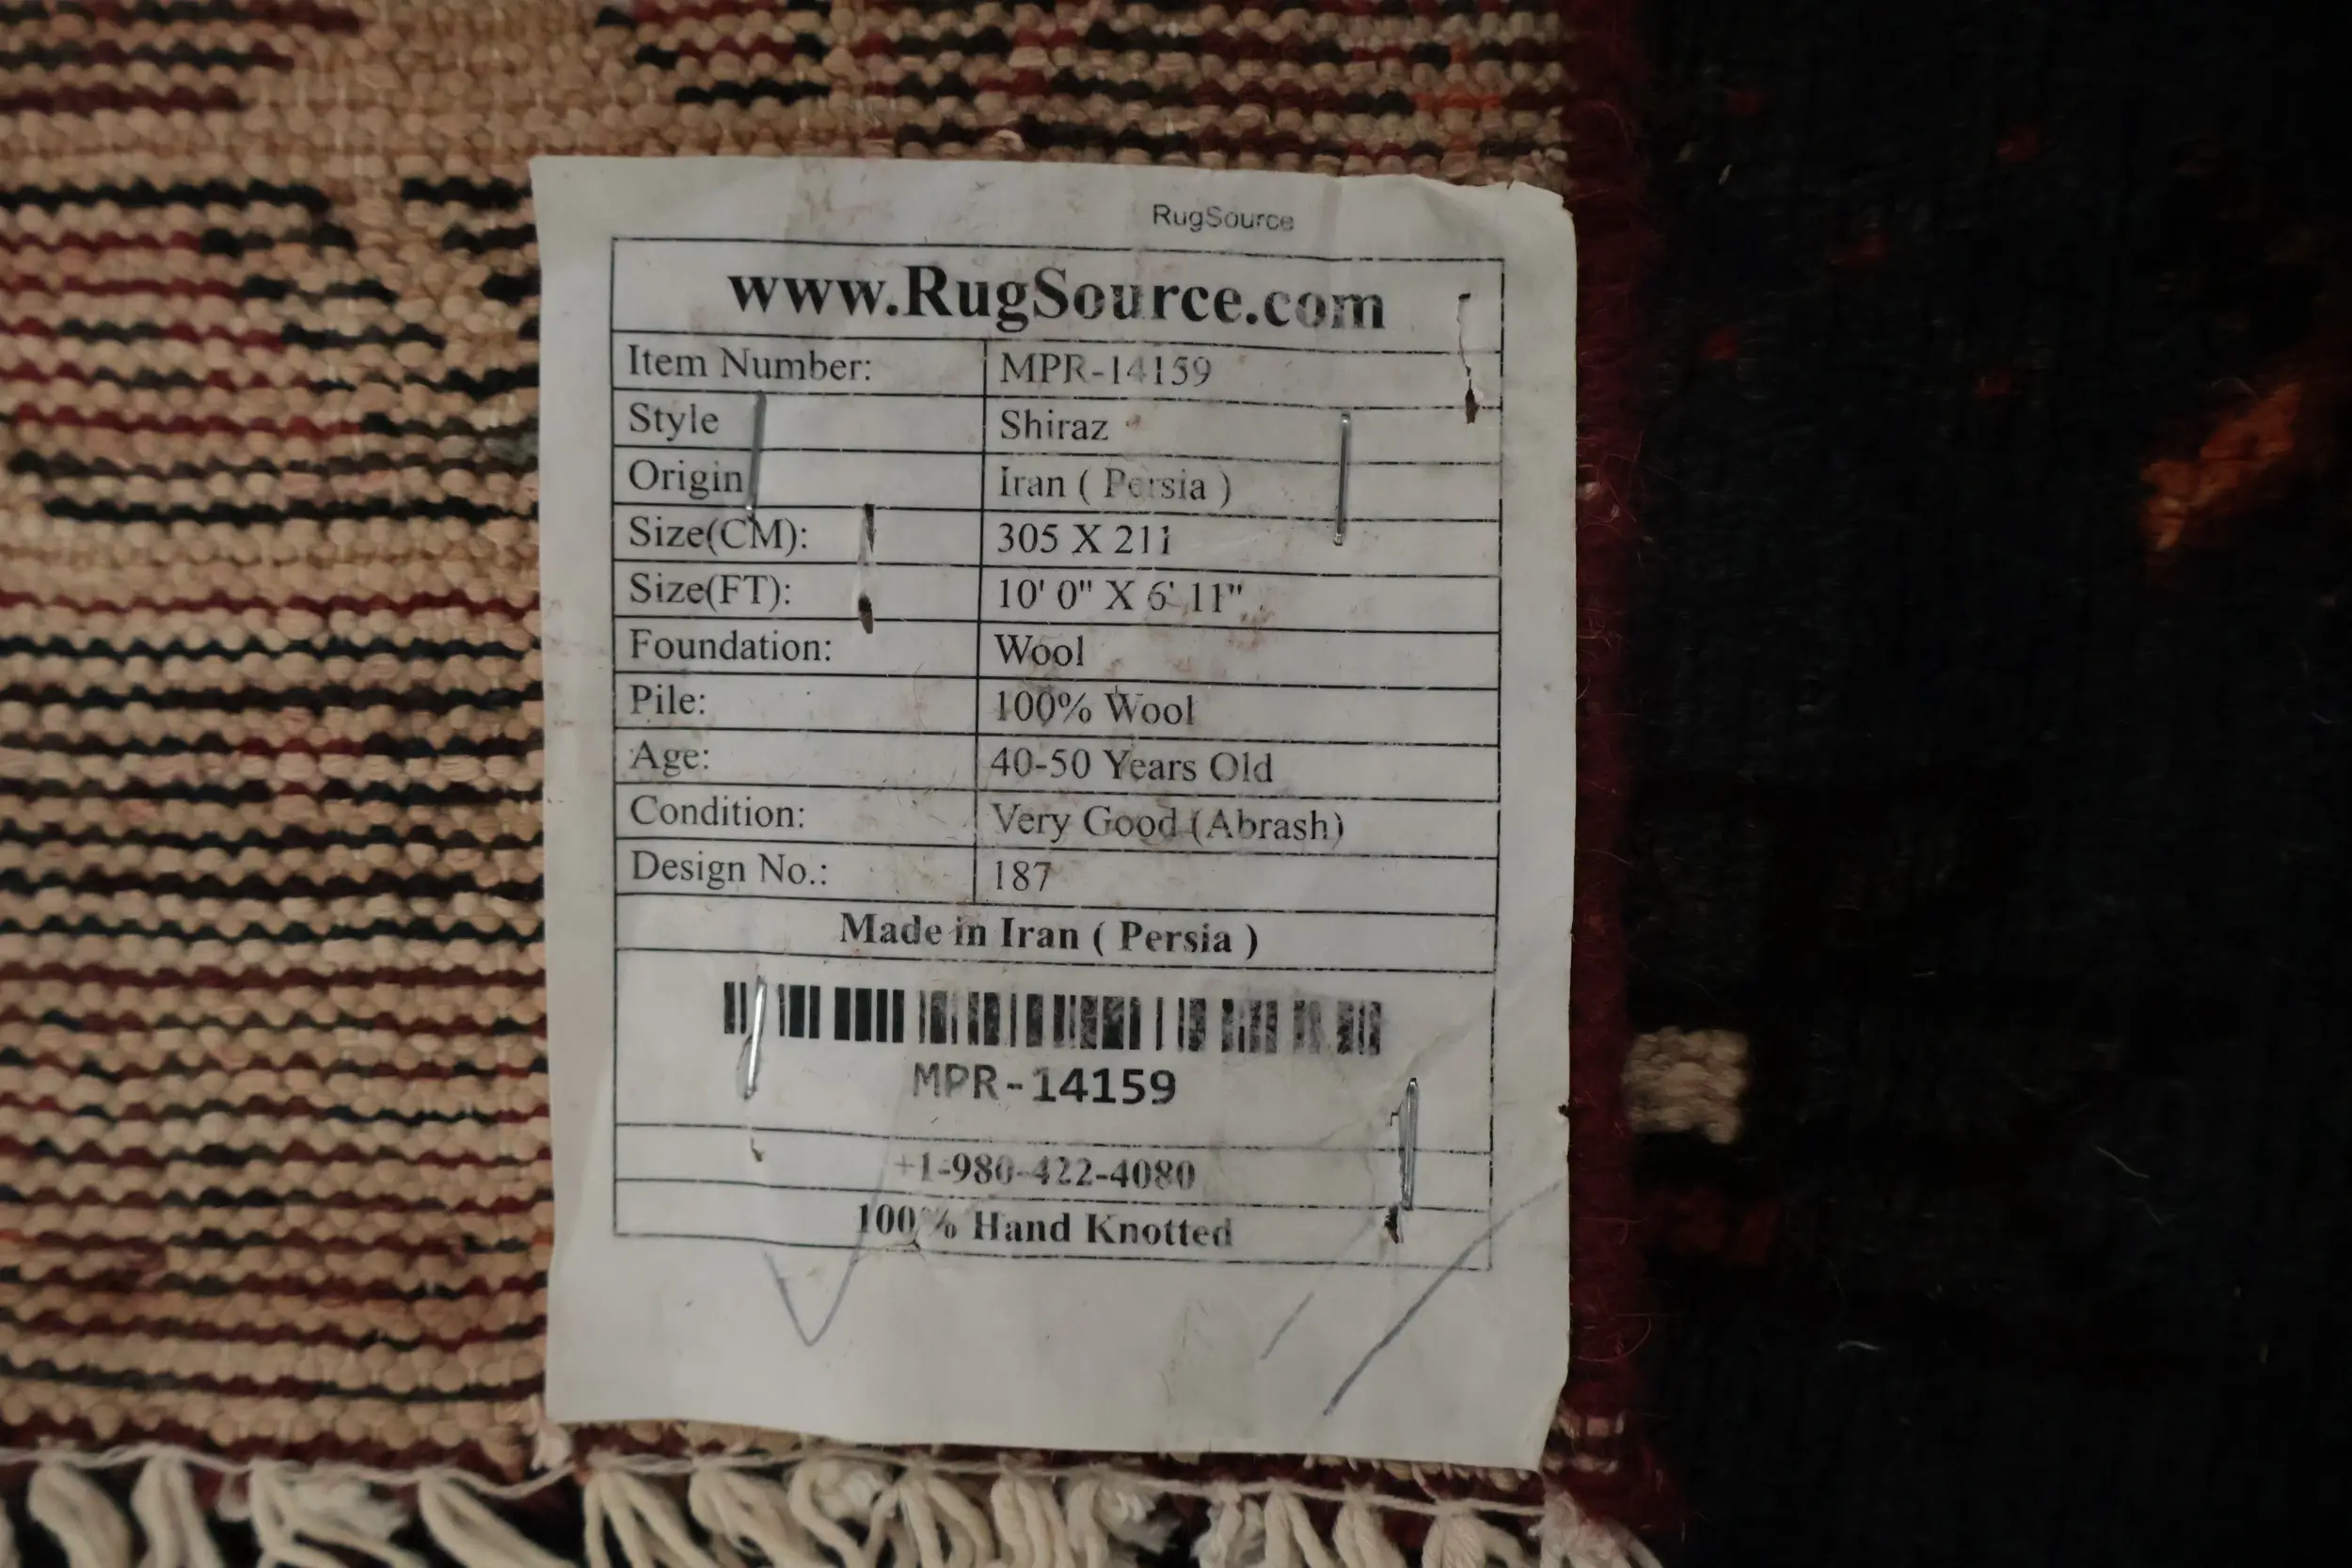 RugSource
www.RugSource.com
Item Number: MPR-14159
Style Shiraz
Origin Iran ( Persia )
Size(CM): 305 X 211
Size(FT): 10' 0" X 6' 11"
Foundation: Wool
Pile: 100% Wool
Age: 40-50 Years Old
Condition: Very Good (Abrash)
Design No.: 187
Made in Iran ( Persia )
MPR-14159
+1-980-422-4080
100% Hand Knotted